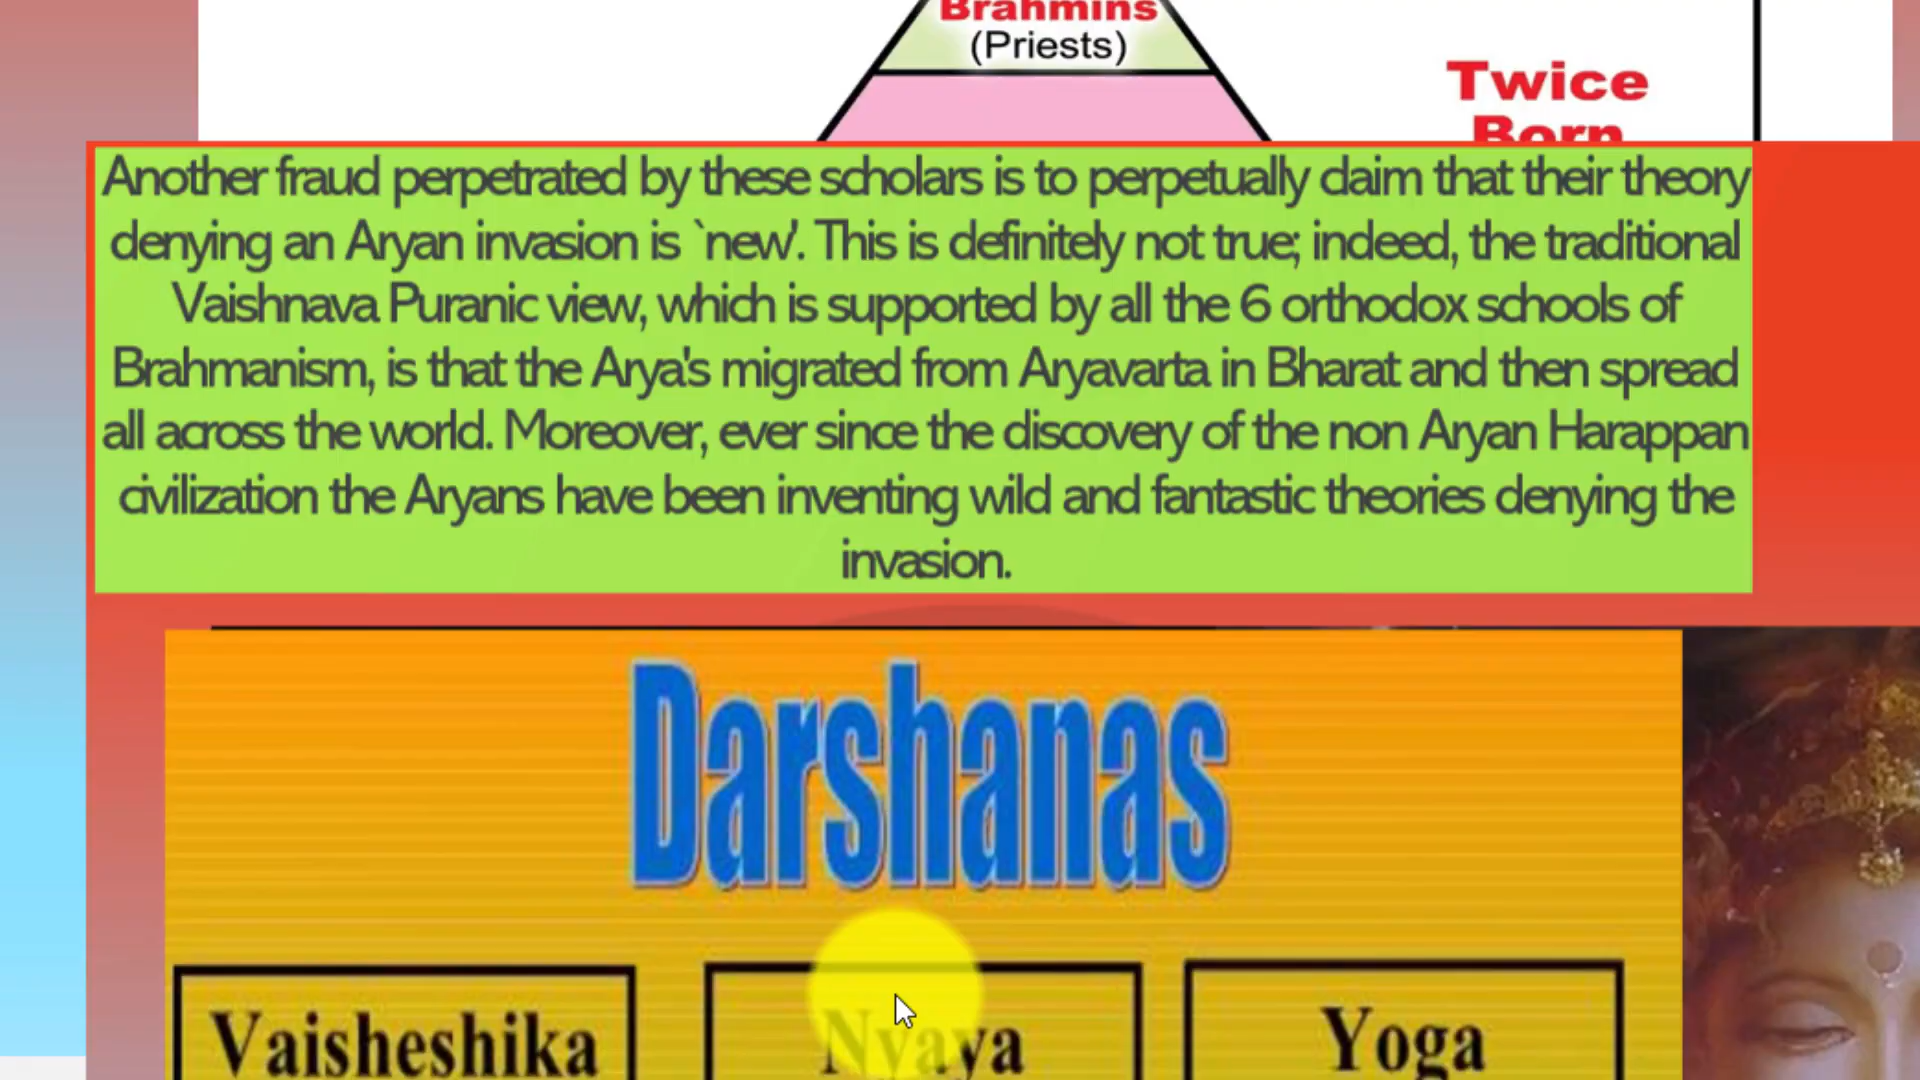 Brahmins
(Priests)
Twice
Born
Another fraud perpetrated by these scholars is to perpetually claim that their theory
denying an Aryan invasion is `new'. This is definitely not true; indeed, the traditional
Vaishnava Puranic view, which is supported by all the 6 orthodox schools of
Brahmanism, is that the Arya's migrated from Aryavarta in Bharat and then spread
all across the world. Moreover, ever since the discovery of the non Aryan Harappan
civilization the Aryans have been inventing wild and fantastic theories denying the
invasion.
Darshanas
Vaisheshika
Nyaya
Yoga